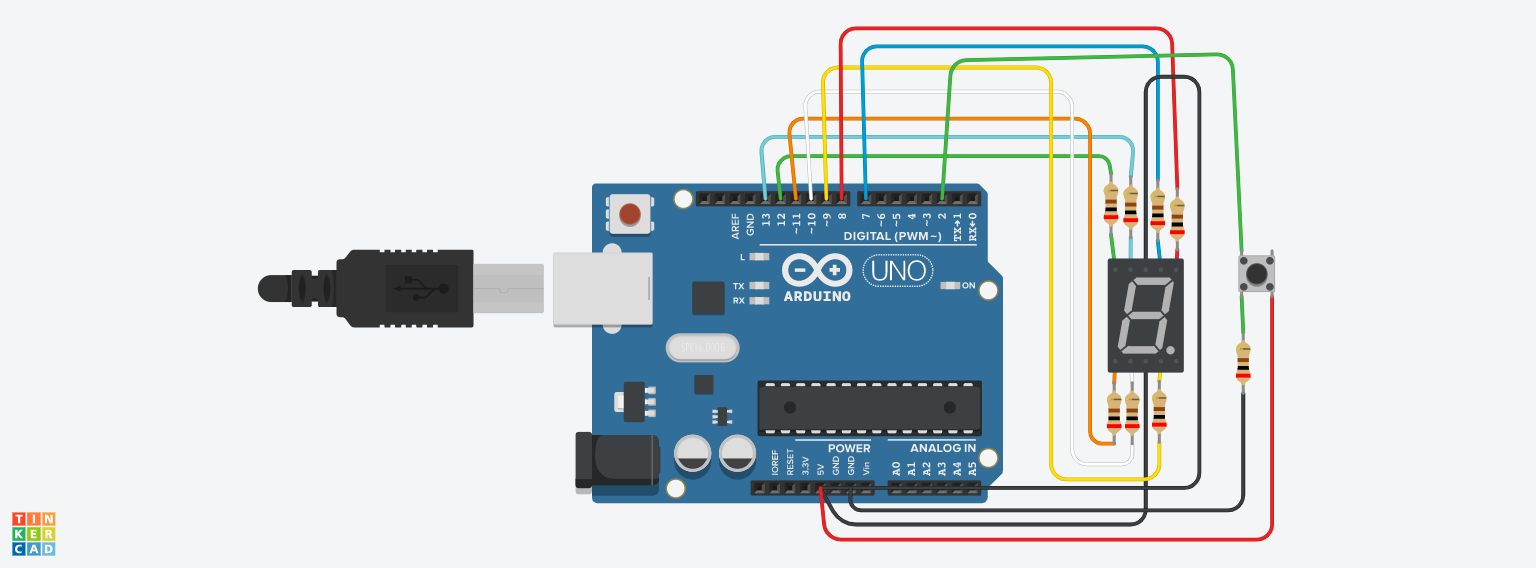 AREF
GND
13
12
~11
~10
~9
8
7
~6
~5
4
~3
2
TX→1
RX←0
DIGITAL (PWM~)
L
TX
RX
UNO
ON
ARDUINO
POWER
ANALOG IN
IOREF
RESET
3.3V
5V
GND
GND
Vin
A0
A1
A2
A3
A4
A5
TIN
KER
CAD